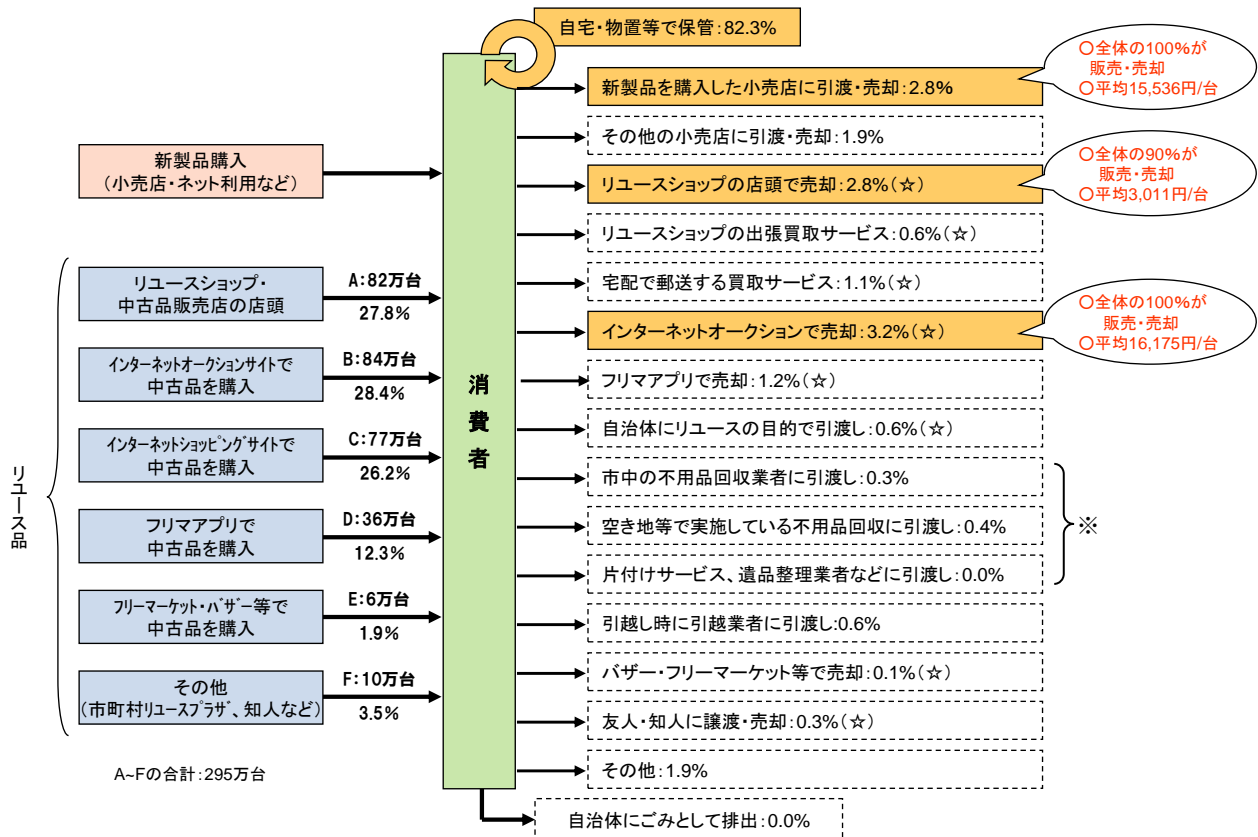 自宅・物置等で保管:82.3%
新製品を購入した小売店に引渡・売却:2.8%
○全体の100%が
販売・売却
○平均15,536円/台
その他の小売店に引渡・売却:1.9%
新製品購入
(小売店・ネット利用など)
リユースショップの店頭で売却:2.8%(☆)
○全体の90%が
販売・売却
○平均3,011円/台
リユースショップの出張買取サービス:0.6%(☆)
宅配で郵送する買取サービス:1.1%(☆)
インターネットオークションで売却:3.2%(☆)
○全体の100%が
販売・売却
○平均16,175円/台
フリマアプリで売却:1.2%(☆)
自治体にリユースの目的で引渡し:0.6%(☆)
市中の不用品回収業者に引渡し:0.3%
空き地等で実施している不用品回収に引渡し:0.4%
片付けサービス、遺品整理業者などに引渡し:0.0%
※
引越し時に引越業者に引渡し:0.6%
バザー・フリーマーケット等で売却:0.1%(☆)
友人・知人に譲渡・売却:0.3%(☆)
その他:1.9%
自治体にごみとして排出:0.0%
消費者
リユース品
リユースショップ・
中古品販売店の店頭
A:82万台
27.8%
インターネットオークションサイトで
中古品を購入
B:84万台
28.4%
インターネットショッピングサイトで
中古品を購入
C:77万台
26.2%
フリマアプリで
中古品を購入
D:36万台
12.3%
フリーマーケット・バザー等で
中古品を購入
E:6万台
1.9%
その他
(市町村リユースプラザ、知人など)
F:10万台
3.5%
A~Fの合計:295万台